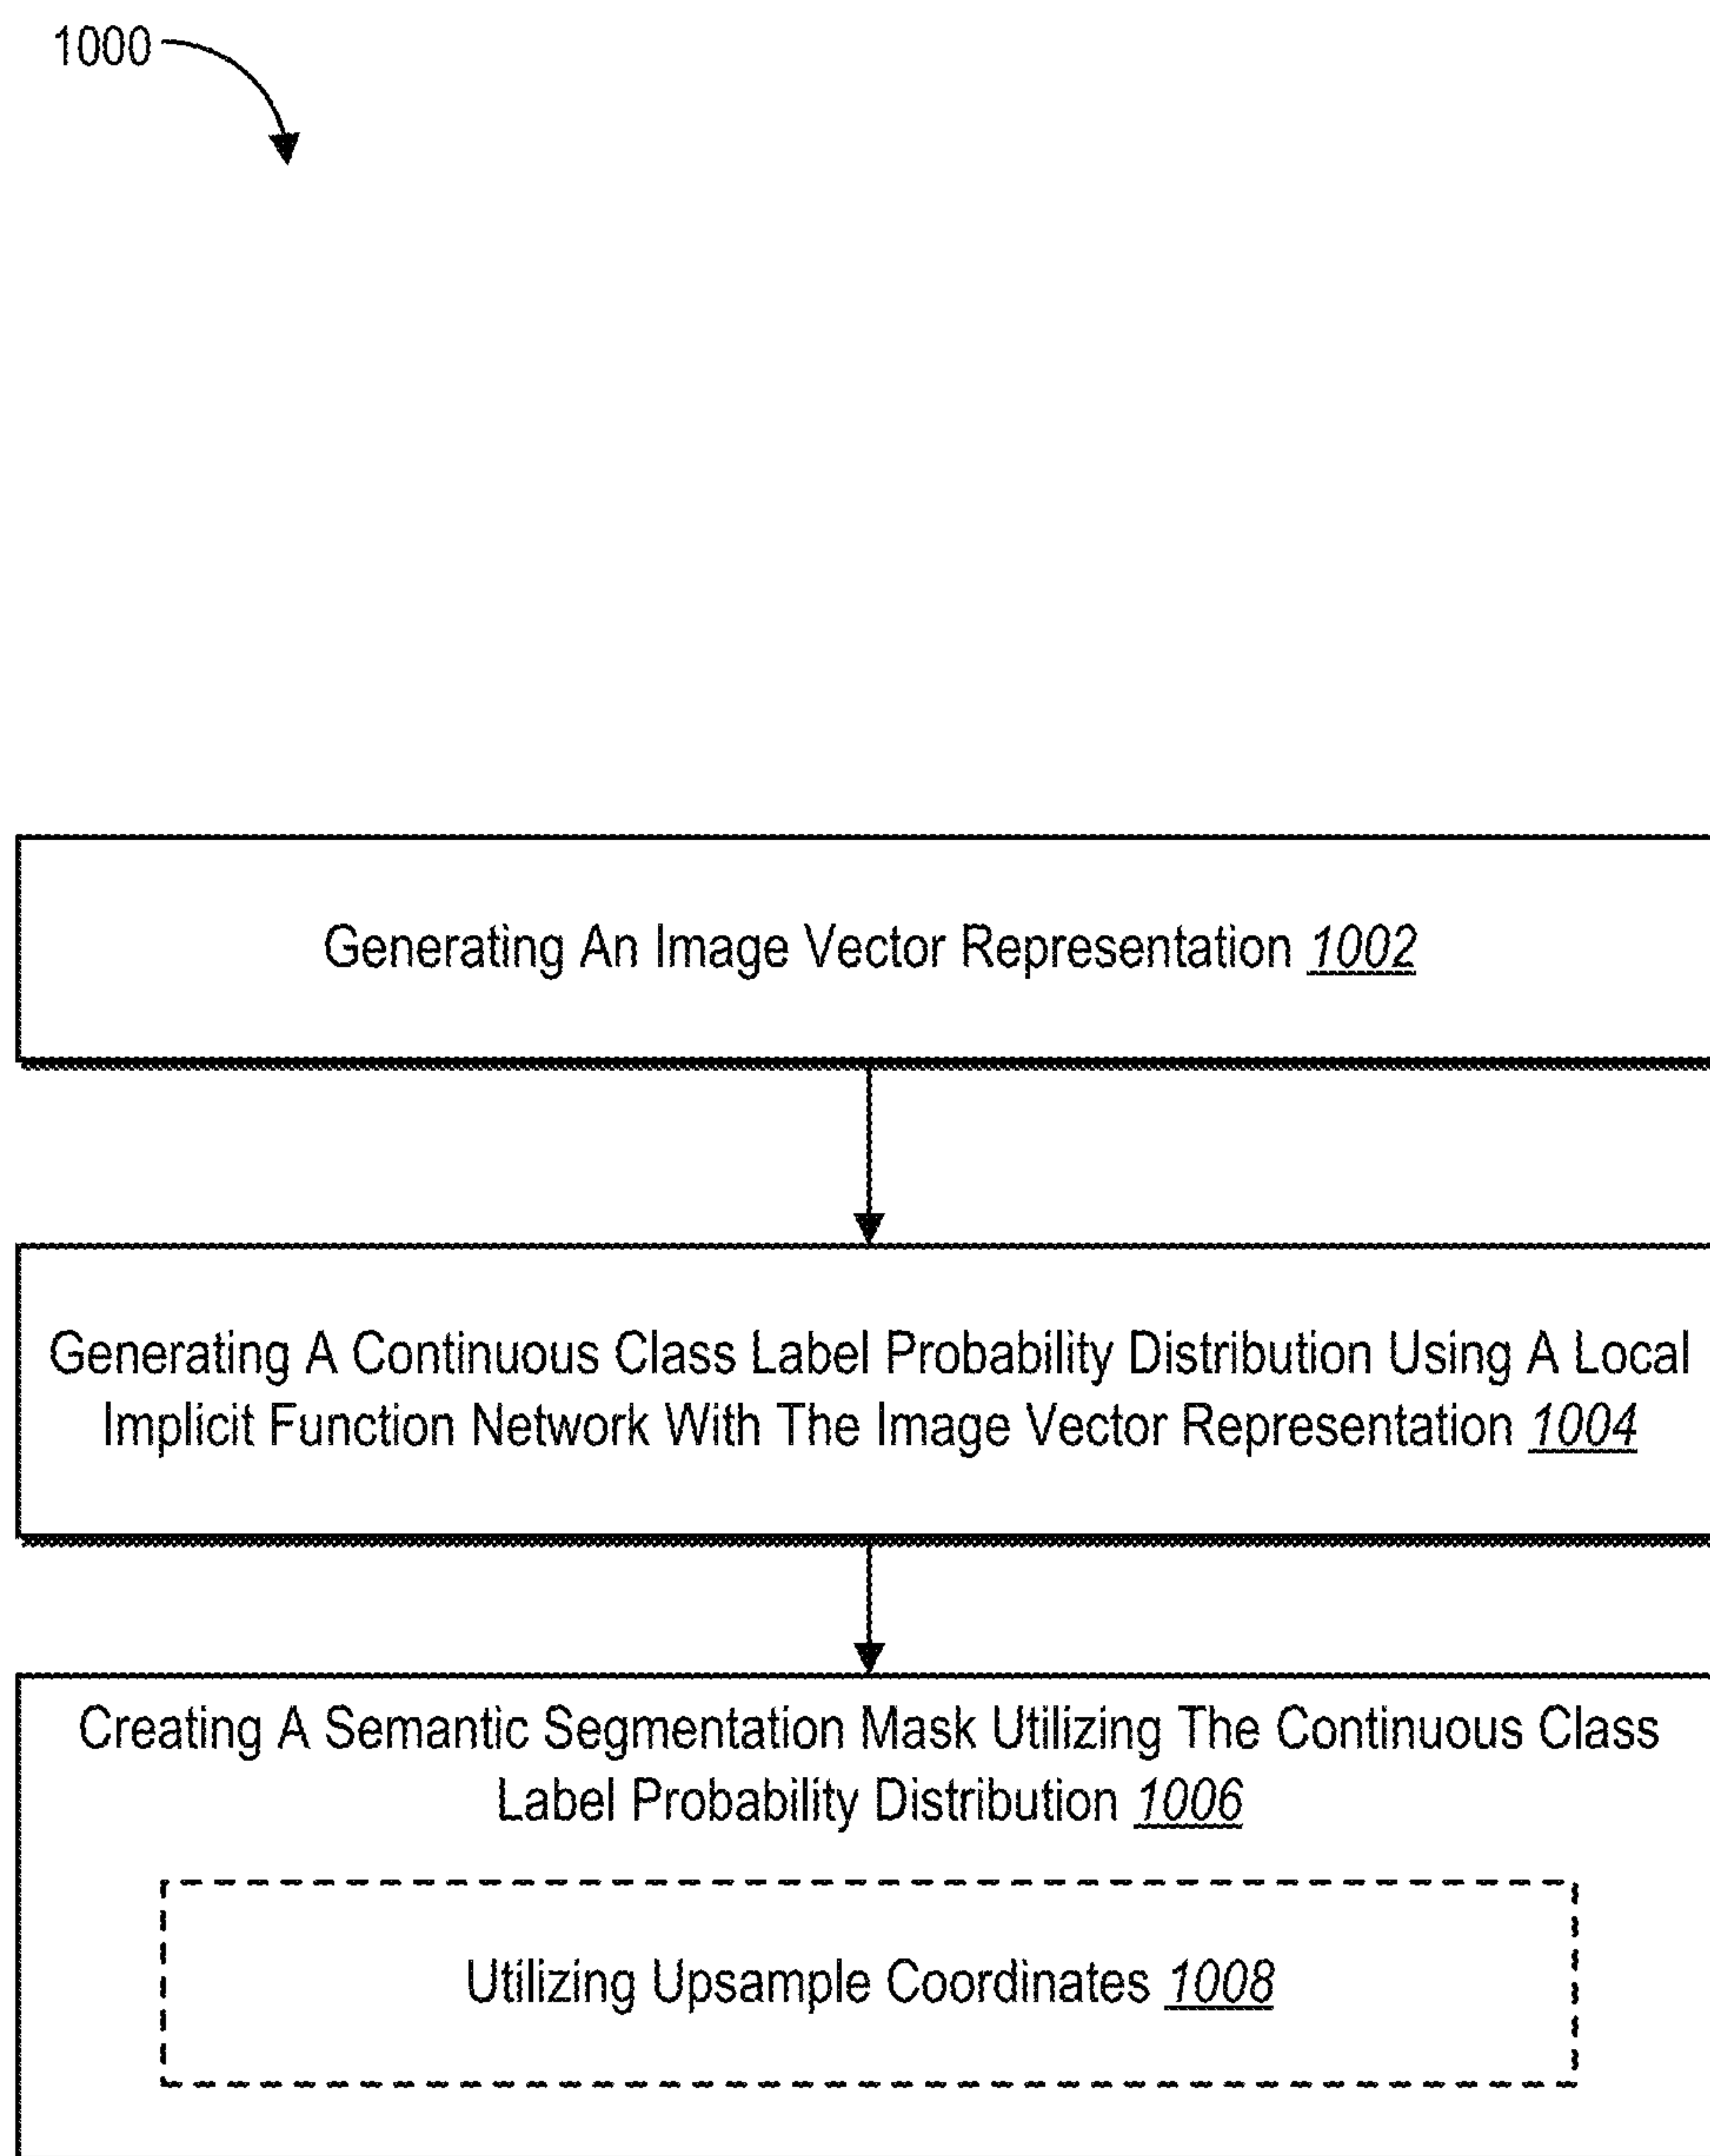 1000
Generating An Image Vector Representation 1002
Generating A Continuous Class Label Probability Distribution Using A Local
Implicit Function Network With The Image Vector Representation 1004
Creating A Semantic Segmentation Mask Utilizing The Continuous Class
Label Probability Distribution 1006
Utilizing Upsample Coordinates 1008